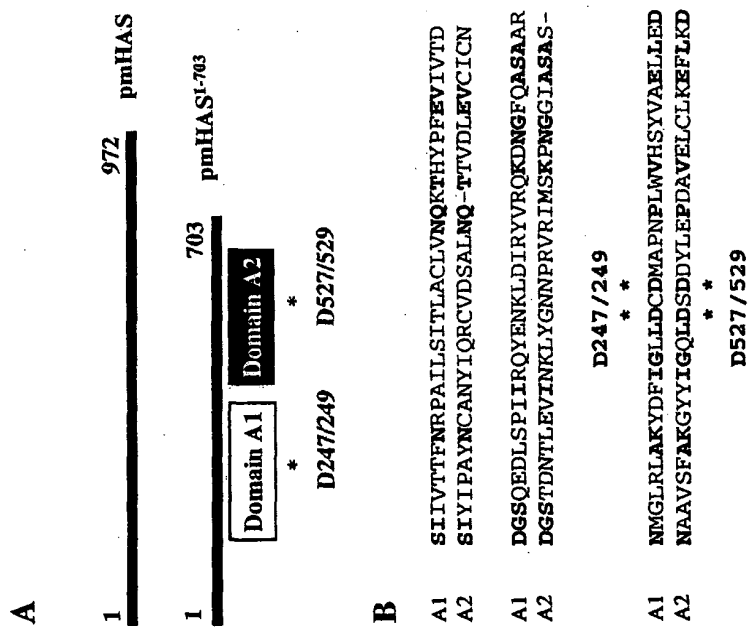 A
1 972 pmHAS
1 703 pmHAS1-703
Domain A1 Domain A2
* *
D247/249 D527/529
B
A1 SIIVTTFNRPAILSITLACLVNQKTHYPFEVIVTD
A2 SIYIPAYNCANYIQRCVDSALNQ-TTVDLEVCICN
A1 DGSQEDLSPIIRQYENKLDIRYVRQKDNGFQASAAR
A2 DGSTDNTLEVINKLYGNNPRVRIMSKPNGGIASAS-
D247/249
* *
A1 NMGLRLAKYDFIGLLDCDMAPNPLWVHSYVAELLED
A2 NAAVSFAKGYYIGQLDSDDYLEPDAVELCLKEFLKD
* *
D527/529